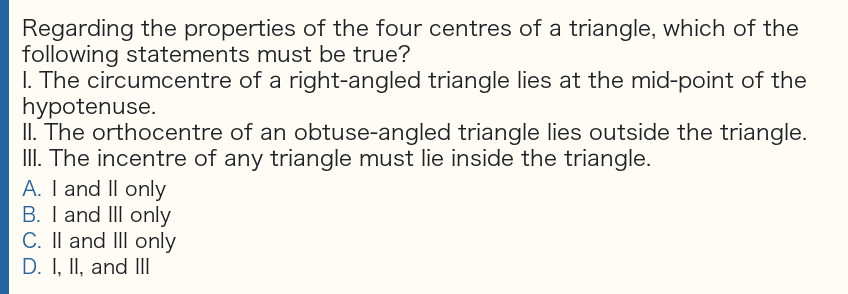 Regarding the properties of the four centres of a triangle, which of the
following statements must be true?
I. The circumcentre of a right-angled triangle lies at the mid-point of the
hypotenuse.
II. The orthocentre of an obtuse-angled triangle lies outside the triangle.
III. The incentre of any triangle must lie inside the triangle.
A. I and II only
B. I and III only
C. II and III only
D. I, II, and III